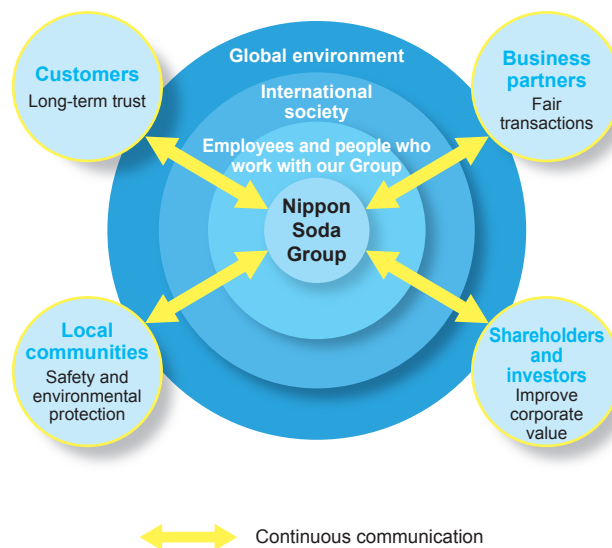 Global environment
International
society
Employees and people who
work with our Group
Nippon
Soda
Group
Customers
Long-term trust
Business
partners
Fair
transactions
Local
communities
Safety and
environmental
protection
Shareholders
and
investors
Improve
corporate
value
Continuous communication